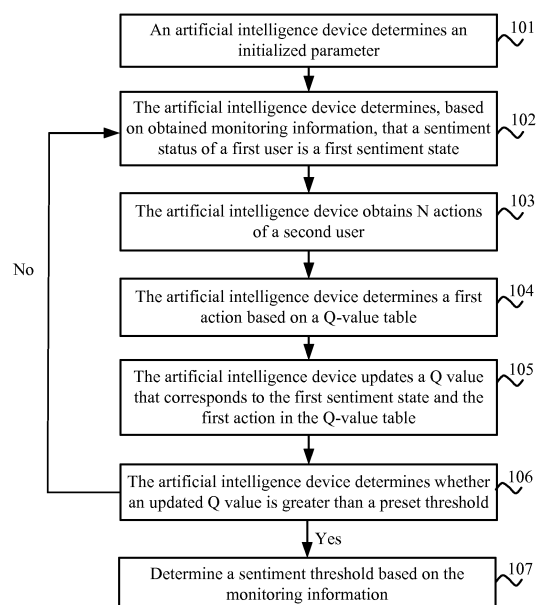 101
An artificial intelligence device determines an
initialized parameter
102
The artificial intelligence device determines, based
on obtained monitoring information, that a sentiment
status of a first user is a first sentiment state
103
The artificial intelligence device obtains N actions
of a second user
No
104
The artificial intelligence device determines a first
action based on a Q-value table
105
The artificial intelligence device updates a Q value
that corresponds to the first sentiment state and the
first action in the Q-value table
106
The artificial intelligence device determines whether
an updated Q value is greater than a preset threshold
Yes
107
Determine a sentiment threshold based on the
monitoring information